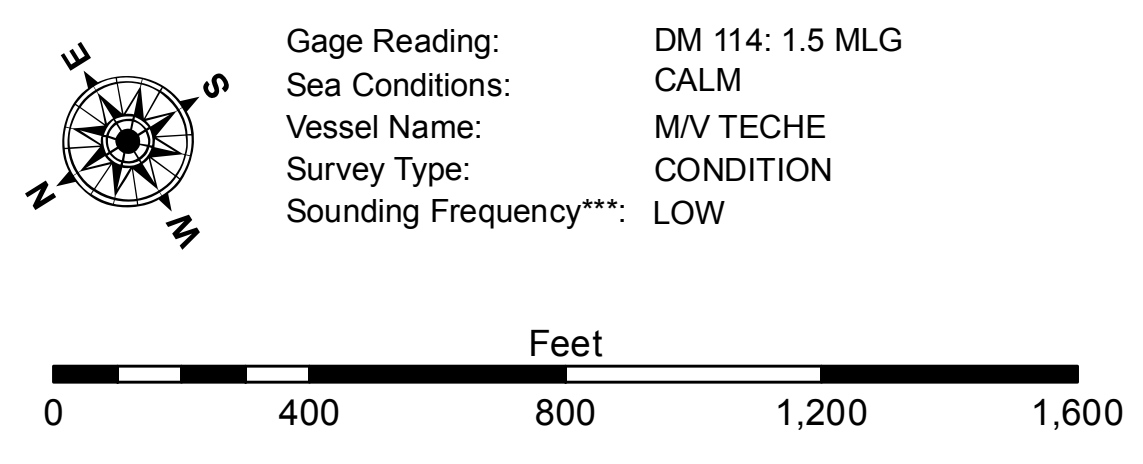 E
S
N
W
Gage Reading: DM 114: 1.5 MLG
Sea Conditions: CALM
Vessel Name: M/V TECHE
Survey Type: CONDITION
Sounding Frequency***: LOW
Feet
0 400 800 1,200 1,600